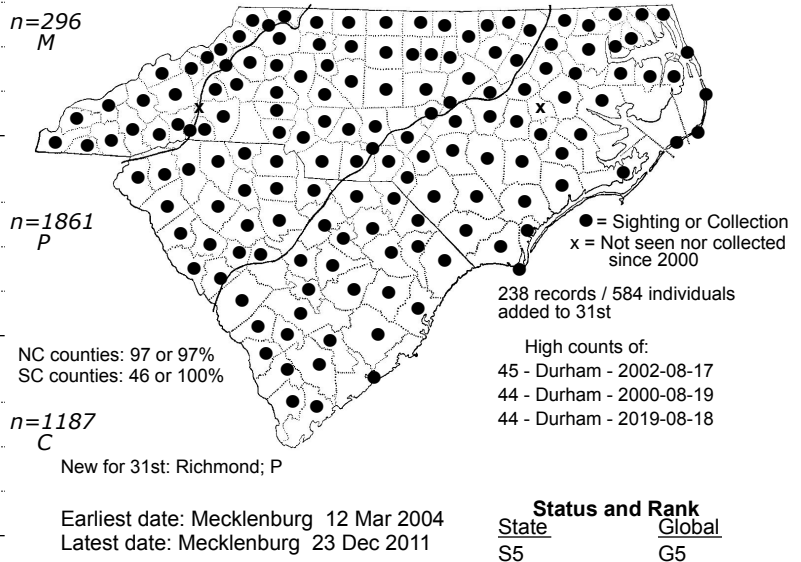 n=296
M
x
x
● = Sighting or Collection
x = Not seen nor collected
since 2000
n=1861
P
238 records / 584 individuals
added to 31st
NC counties: 97 or 97%
SC counties: 46 or 100%
High counts of:
45 - Durham - 2002-08-17
44 - Durham - 2000-08-19
44 - Durham - 2019-08-18
n=1187
C
New for 31st: Richmond; P
Earliest date: Mecklenburg 12 Mar 2004
Latest date: Mecklenburg 23 Dec 2011
Status and Rank
State Global
S5 G5